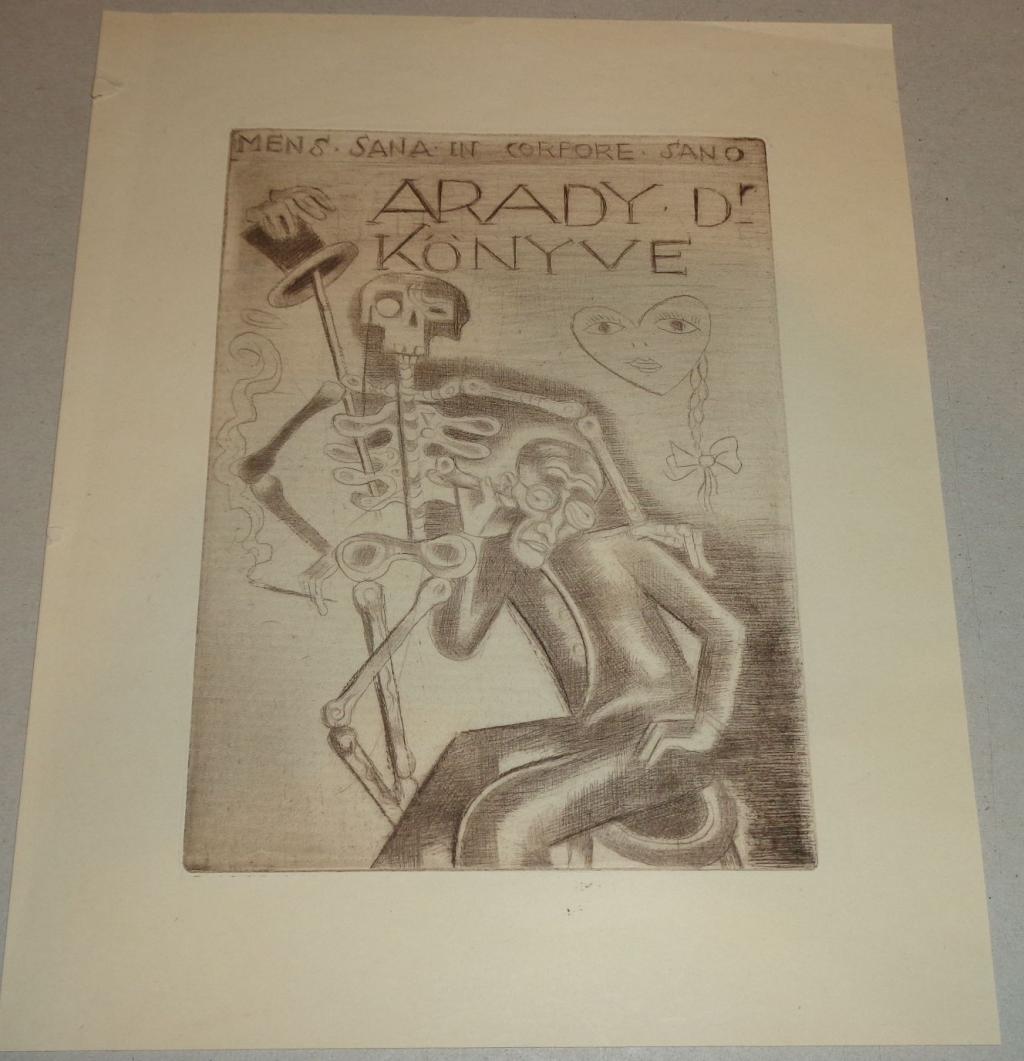 MENS · SANA · IN CORPORE · SANO
ARADY · Dr
KÖNYVE